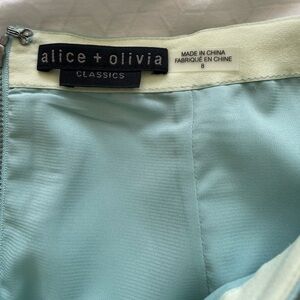 alice + olivia
CLASSICS
MADE IN CHINA
FABRIQUÉ EN CHINE
8